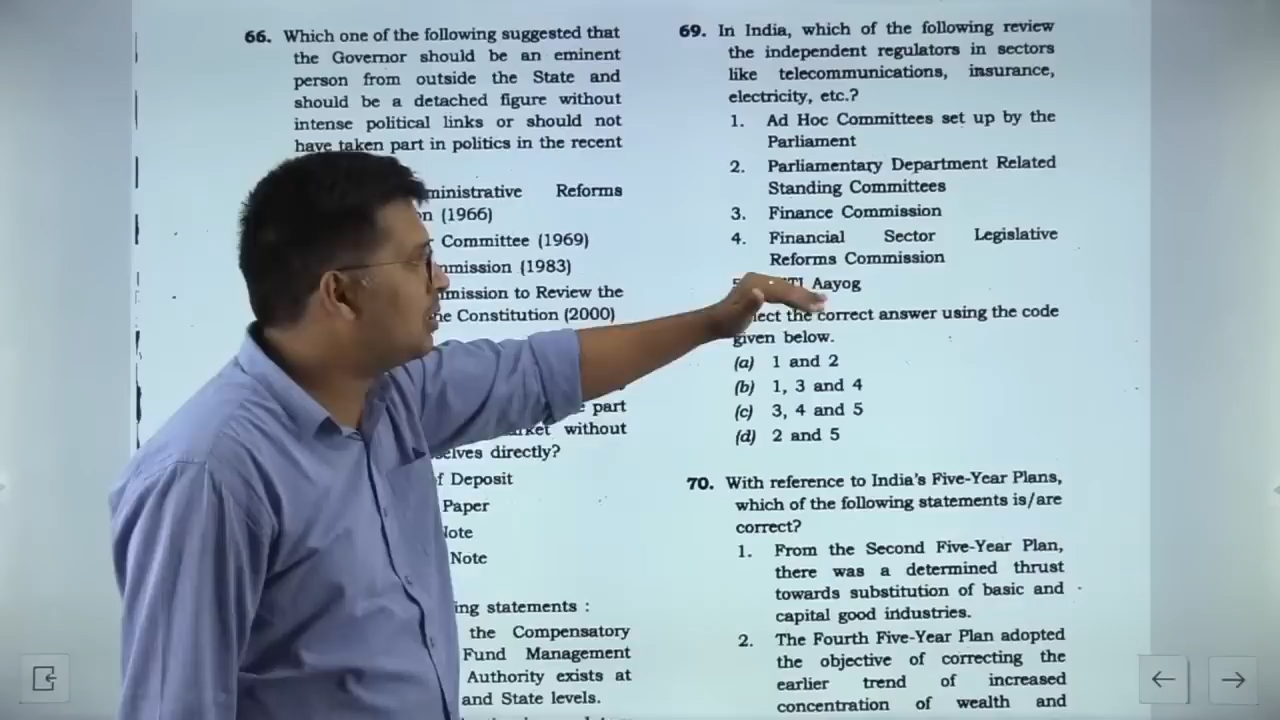 66. Which one of the following suggested that
the Governor should be an eminent
person from outside the State and
should be a detached figure without
intense political links or should not
have taken part in politics in the recent
ministrative Reforms
n (1966)
Committee (1969)
mmission (1983)
mmission to Review the
he Constitution (2000)
part
without
selves directly?
f Deposit
Paper
Note
Note
ing statements :
the Compensatory
Fund Management
Authority exists at
and State levels.
69. In India, which of the following review
the independent regulators in sectors
like telecommunications, insurance,
electricity, etc.?
1. Ad Hoc Committees set up by the
Parliament
2. Parliamentary Department Related
Standing Committees
3. Finance Commission
4. Financial Sector Legislative
Reforms Commission
Aayog
lect the correct answer using the code
given below.
(a) 1 and 2
(b) 1, 3 and 4
(c) 3, 4 and 5
(d) 2 and 5
70. With reference to India's Five-Year Plans,
which of the following statements is/are
correct?
1. From the Second Five-Year Plan,
there was a determined thrust
towards substitution of basic and
capital good industries.
2. The Fourth Five-Year Plan adopted
the objective of correcting the
earlier trend of increased
concentration of wealth and